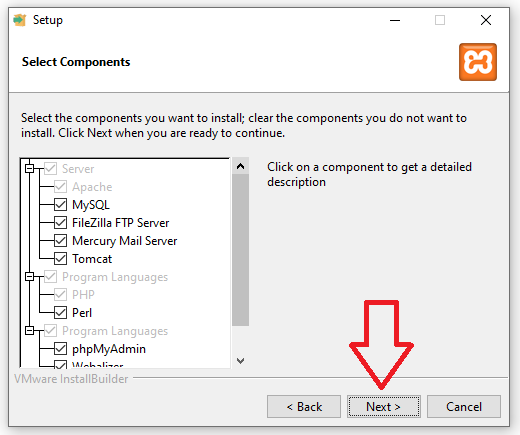 Setup
Select Components
Select the components you want to install; clear the components you do not want to
install. Click Next when you are ready to continue.
Server
Apache
MySQL
FileZilla FTP Server
Mercury Mail Server
Tomcat
Program Languages
PHP
Perl
Program Languages
phpMyAdmin
Webalizer
Click on a component to get a detailed
description
VMware InstallBuilder
< Back
Next >
Cancel